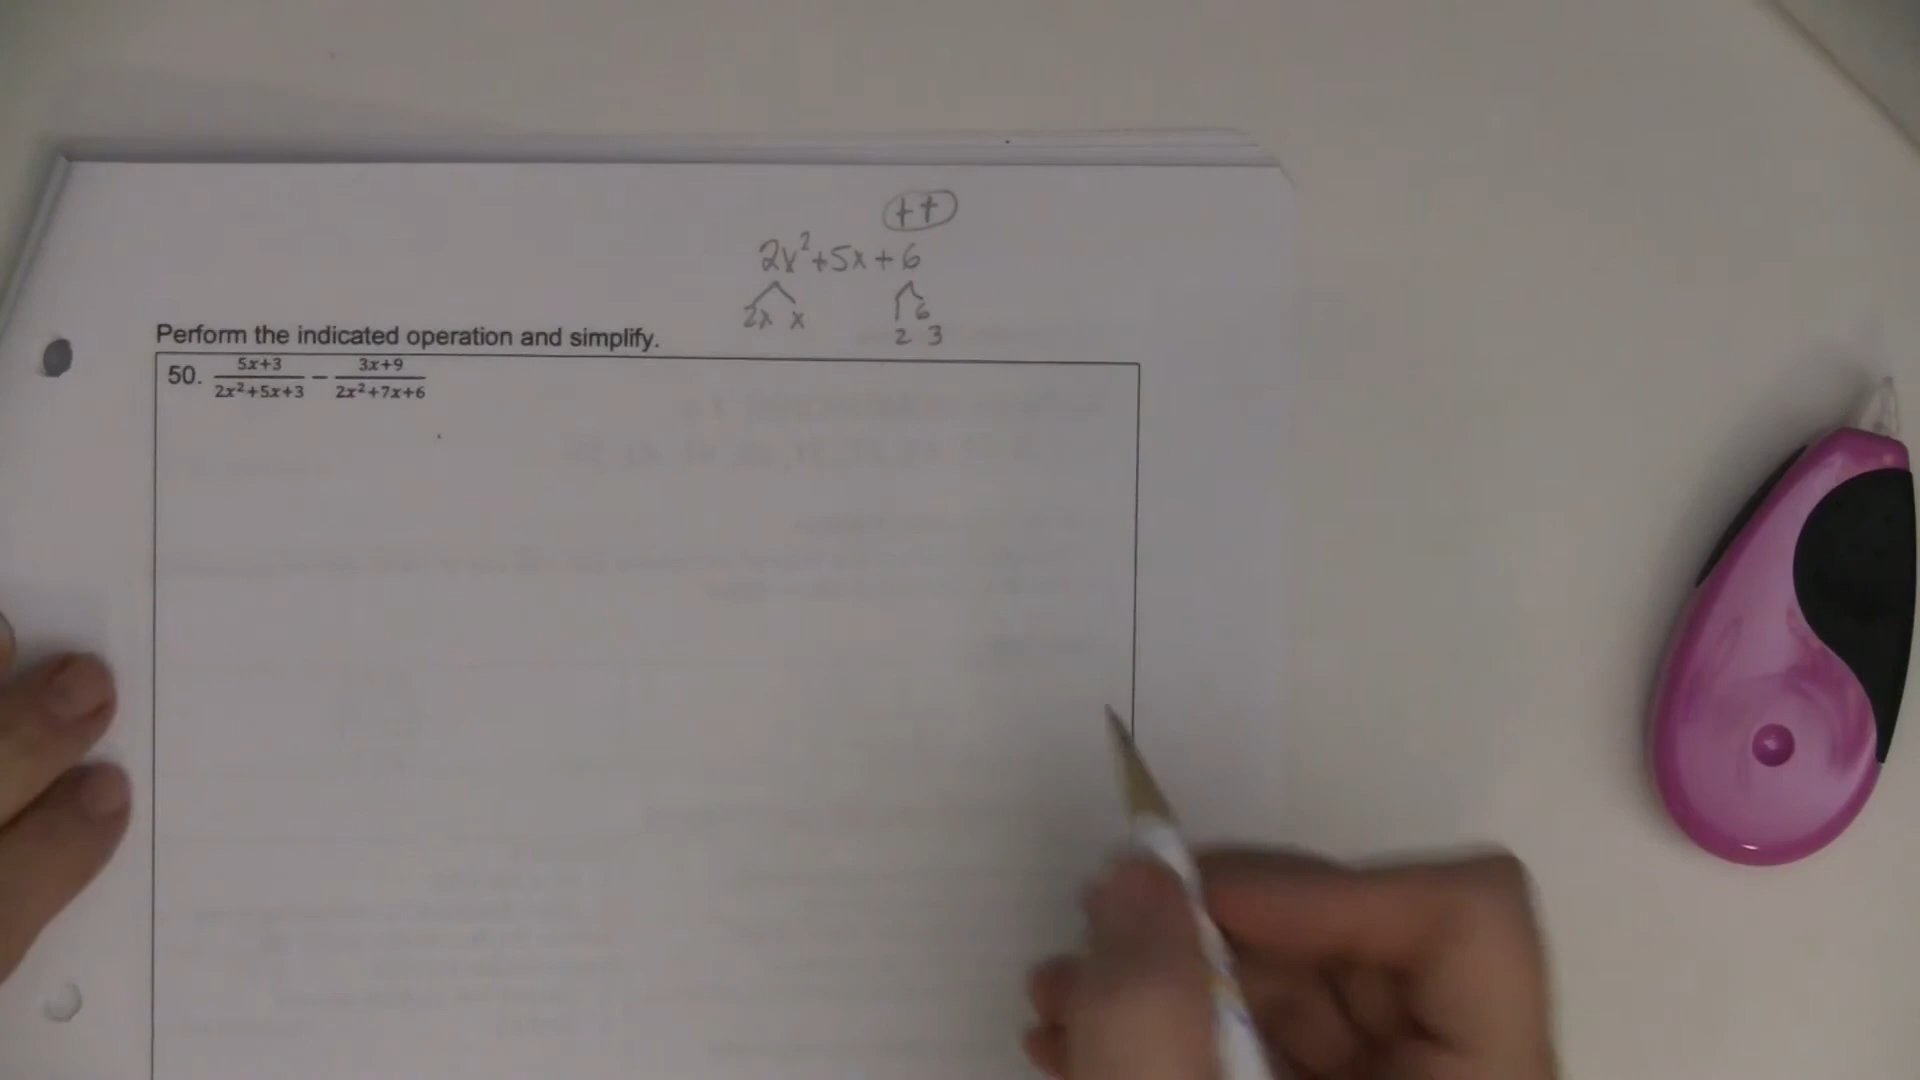 ++
2x²+5x+6
2x x 1 6
2 3
Perform the indicated operation and simplify.
50. (5x+3)/(2x²+5x+3) − (3x+9)/(2x²+7x+6)